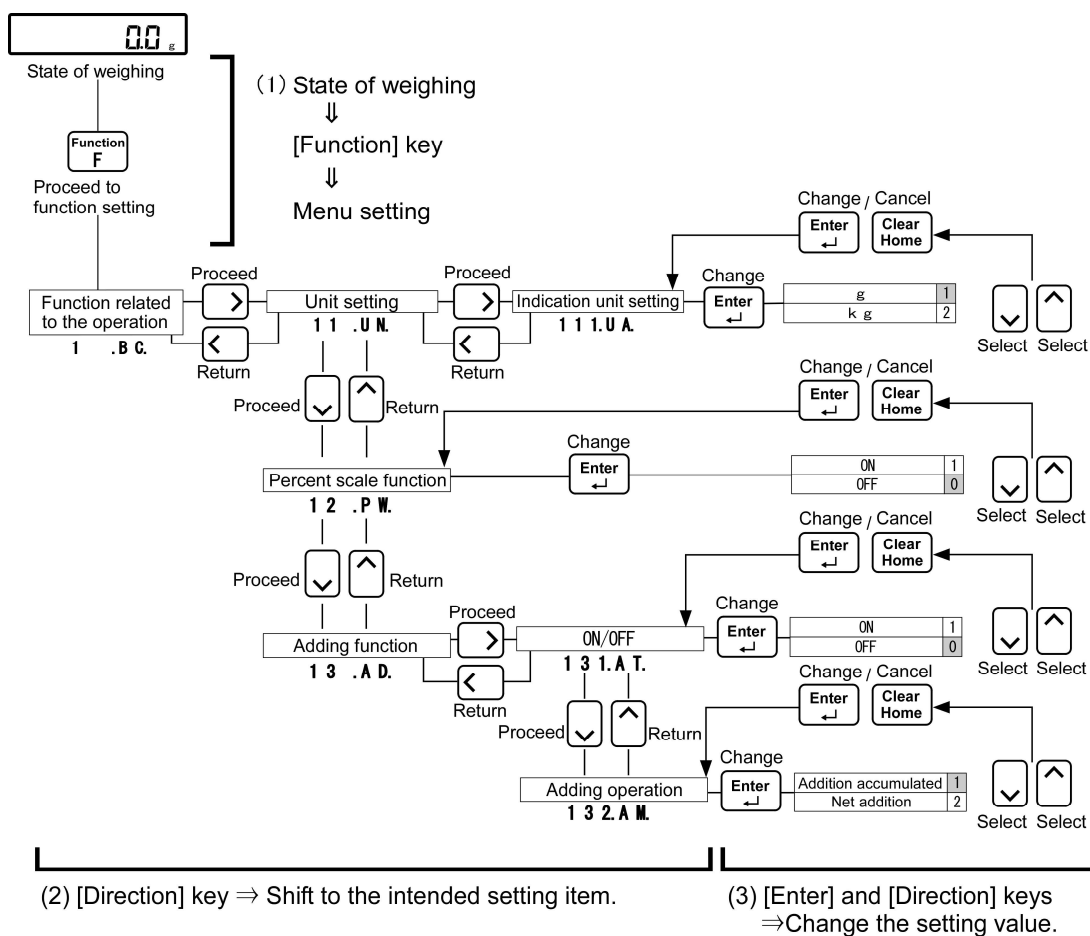 0.0 g
State of weighing
Function
F
Proceed to
function setting
(1) State of weighing
⇓
[Function] key
⇓
Menu setting
Change / Cancel
Enter
Clear
Home
Proceed
Proceed
Change
Function related
to the operation
1 .B C.
>
Unit setting
1 1 .U N.
>
Indication unit setting
1 1 1.U A.
Enter
g 1
k g 2
<
Return
<
Return
Select Select
Change / Cancel
Enter
Clear
Home
Proceed
Return
Change
Percent scale function
1 2 .P W.
Enter
ON 1
OFF 0
Select Select
Change / Cancel
Enter
Clear
Home
Proceed
Return
Proceed
Change
Adding function
1 3 .A D.
>
ON/OFF
1 3 1.A T.
Enter
ON 1
OFF 0
<
Return
Select Select
Change / Cancel
Enter
Clear
Home
Proceed
Return
Change
Adding operation
1 3 2.A M.
Enter
Addition accumulated 1
Net addition 2
Select Select
(2) [Direction] key ⇒ Shift to the intended setting item.
(3) [Enter] and [Direction] keys
⇒Change the setting value.